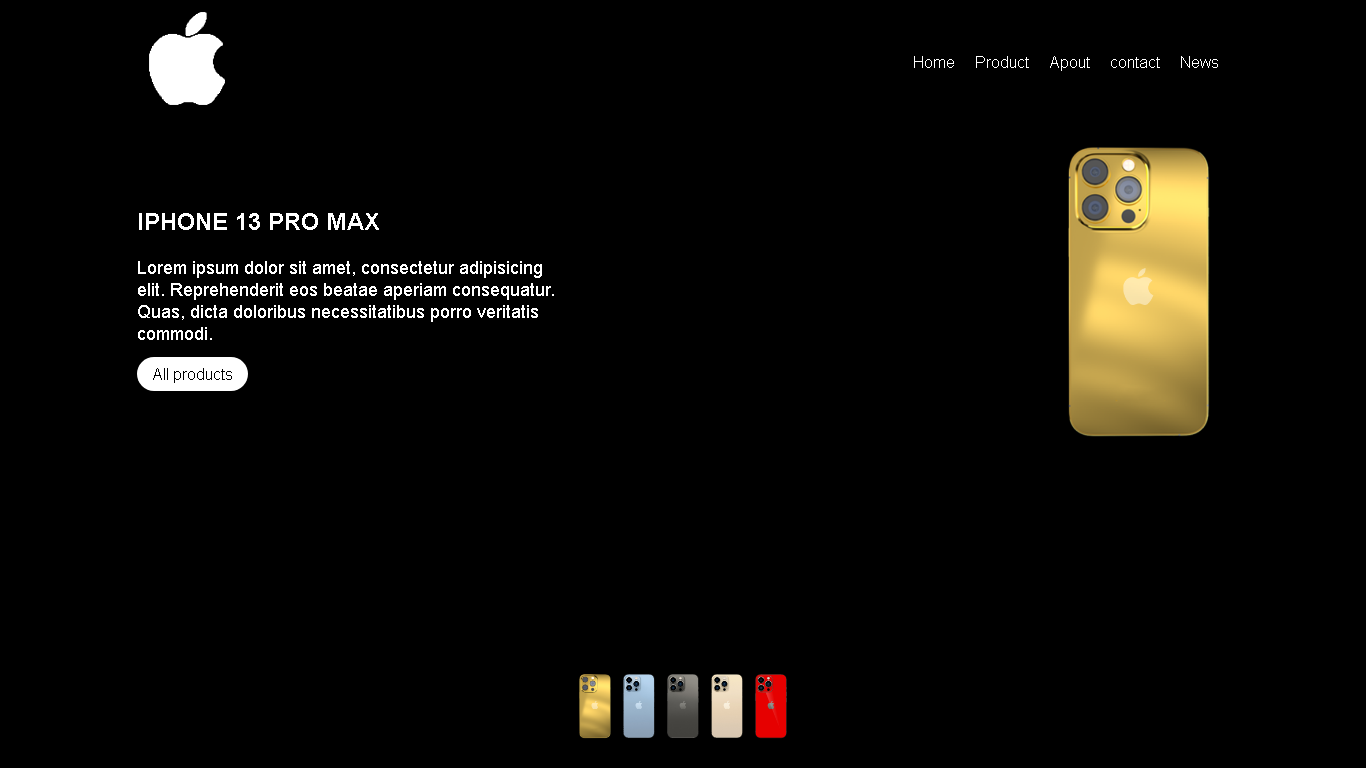 Home Product Apout contact News
IPHONE 13 PRO MAX
Lorem ipsum dolor sit amet, consectetur adipisicing
elit. Reprehenderit eos beatae aperiam consequatur.
Quas, dicta doloribus necessitatibus porro veritatis
commodi.
All products